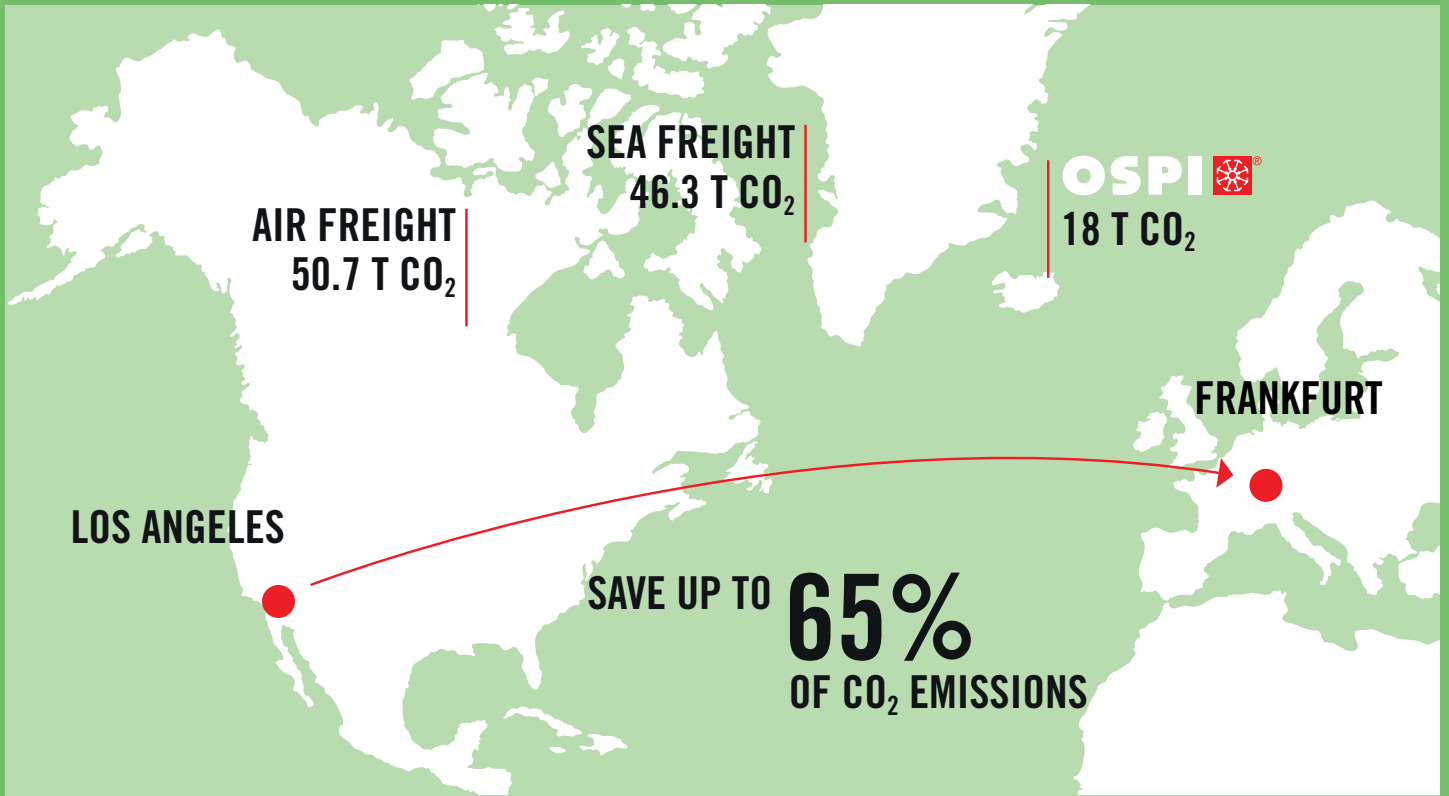 SEA FREIGHT
46.3 T CO₂
OSPI®
18 T CO₂
AIR FREIGHT
50.7 T CO₂
FRANKFURT
LOS ANGELES
SAVE UP TO 65%
OF CO₂ EMISSIONS